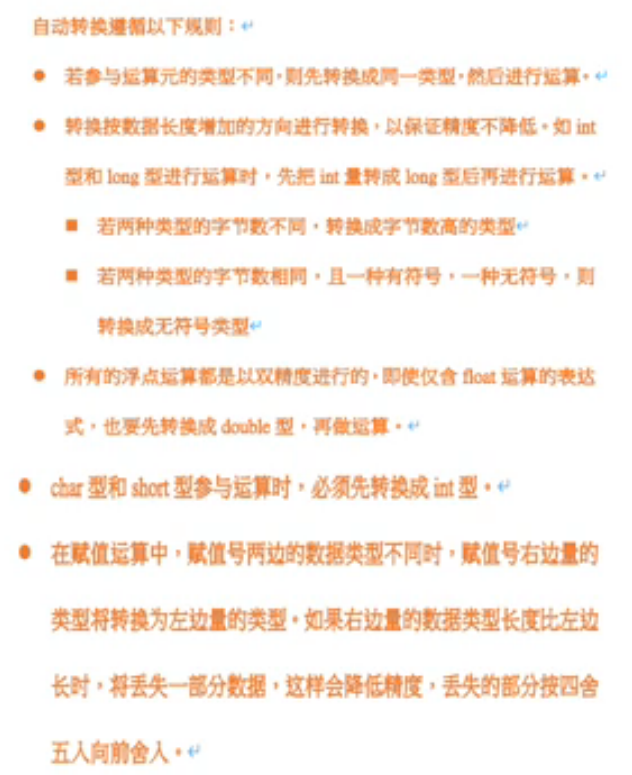 自动转换遵循以下规则：
● 若参与运算元的类型不同，则先转换成同一类型，然后进行运算。
● 转换按数据长度增加的方向进行转换，以保证精度不降低。如 int
型和 long 型进行运算时，先把 int 量转成 long 型后再进行运算。
■ 若两种类型的字节数不同，转换成字节数高的类型
■ 若两种类型的字节数相同，且一种有符号，一种无符号，则
转换成无符号类型
● 所有的浮点运算都是以双精度进行的，即使仅含 float 运算的表达
式，也要先转换成 double 型，再做运算。
● char 型和 short 型参与运算时，必须先转换成 int 型。
● 在赋值运算中，赋值号两边的数据类型不同时，赋值号右边量的
类型将转换为左边量的类型。如果右边量的数据类型长度比左边
长时，将丢失一部分数据，这样会降低精度，丢失的部分按四舍
五入向前舍入。